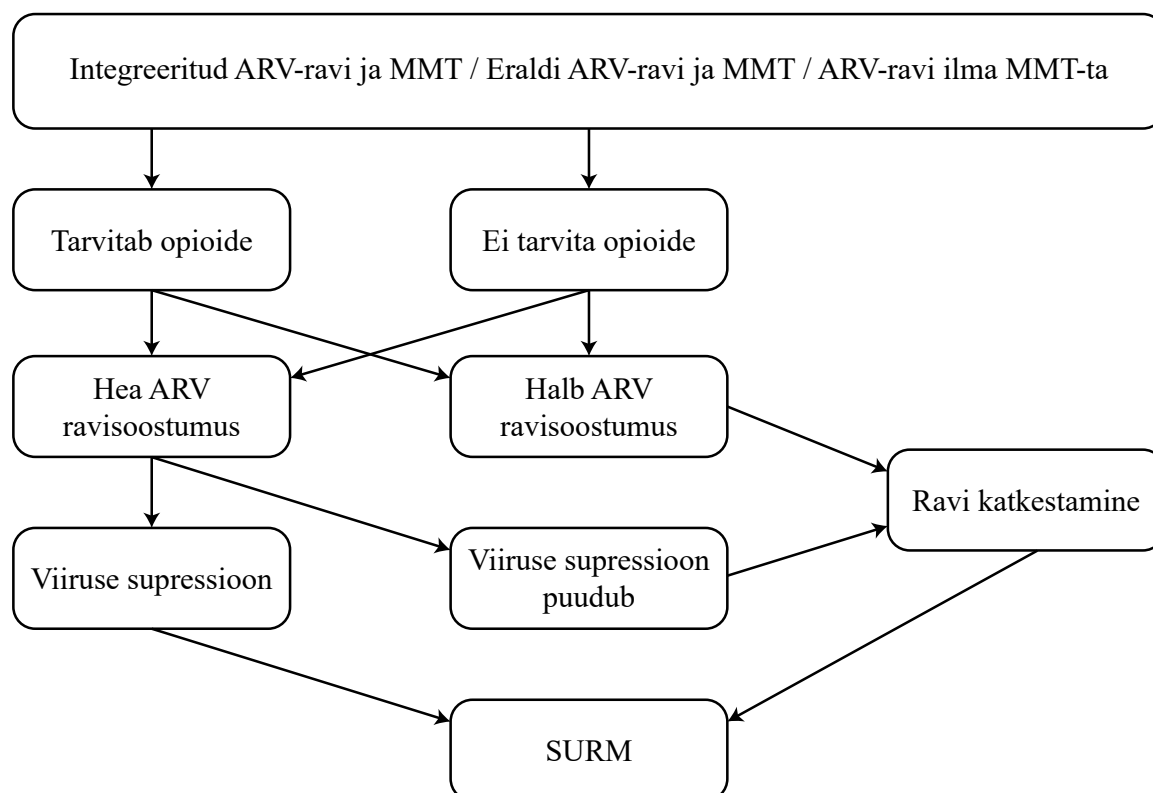 Integreeritud ARV-ravi ja MMT / Eraldi ARV-ravi ja MMT / ARV-ravi ilma MMT-ta
Tarvitab opioide
Ei tarvita opioide
Hea ARV
ravisoostumus
Halb ARV
ravisoostumus
Ravi katkestamine
Viiruse supressioon
Viiruse supressioon
puudub
SURM